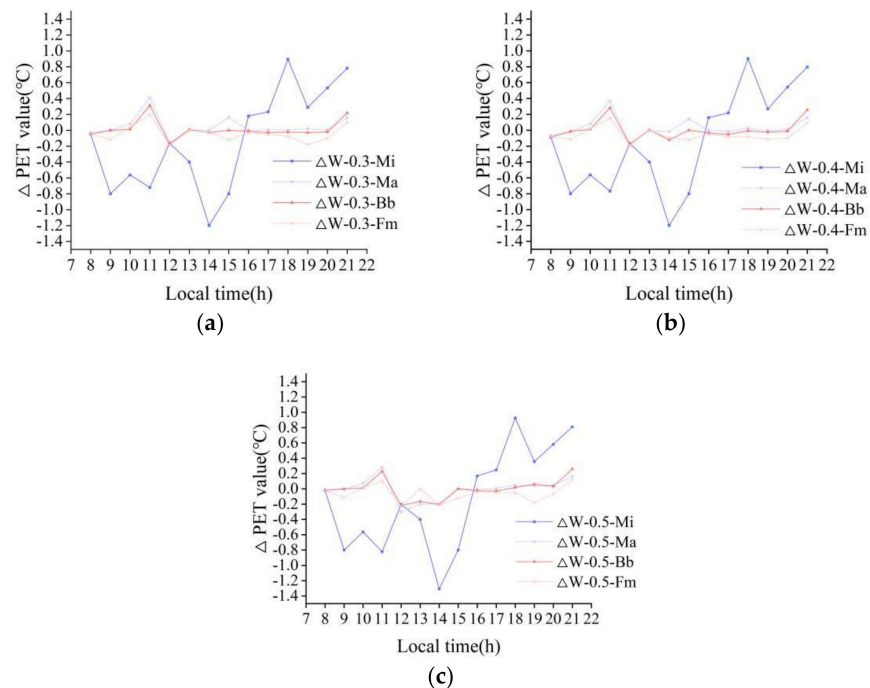 1.4
1.2
1.0
0.8
0.6
0.4
0.2
0.0
-0.2
-0.4
-0.6
-0.8
-1.0
-1.2
-1.4
△ PET value(°C)
△W-0.3-Mi
△W-0.3-Ma
△W-0.3-Bb
△W-0.3-Fm
7 8 9 10 11 12 13 14 15 16 17 18 19 20 21 22
Local time(h)
(a)
1.4
1.2
1.0
0.8
0.6
0.4
0.2
0.0
-0.2
-0.4
-0.6
-0.8
-1.0
-1.2
-1.4
△ PET value(°C)
△W-0.4-Mi
△W-0.4-Ma
△W-0.4-Bb
△W-0.4-Fm
7 8 9 10 11 12 13 14 15 16 17 18 19 20 21 22
Local time(h)
(b)
1.4
1.2
1.0
0.8
0.6
0.4
0.2
0.0
-0.2
-0.4
-0.6
-0.8
-1.0
-1.2
-1.4
△ PET value(°C)
△W-0.5-Mi
△W-0.5-Ma
△W-0.5-Bb
△W-0.5-Fm
7 8 9 10 11 12 13 14 15 16 17 18 19 20 21 22
Local time(h)
(c)